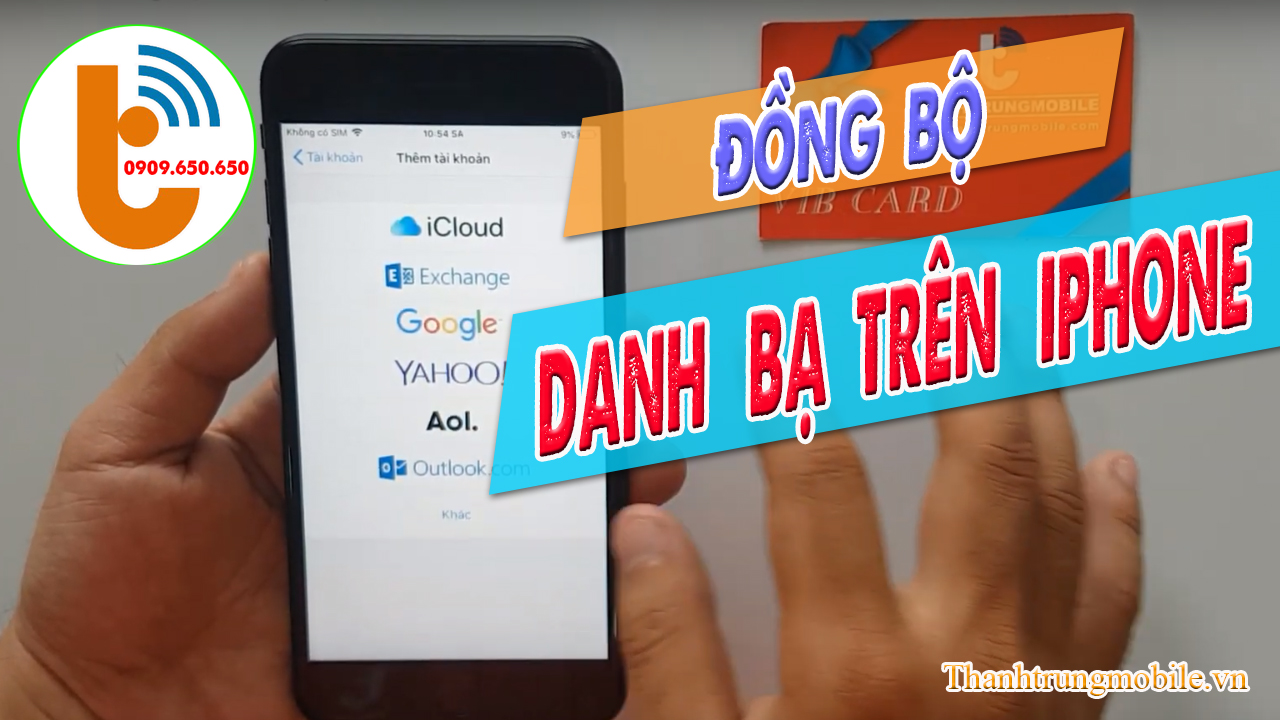 0909.650.650
Không có SIM
10:54 SA
9%
Tài khoản
Thêm tài khoản
iCloud
Exchange
Google
YAHOO!
Aol.
Outlook.com
Khác
ĐỒNG BỘ
DANH BẠ TRÊN IPHONE
VIB CARD
Thanhtrungmobile.vn